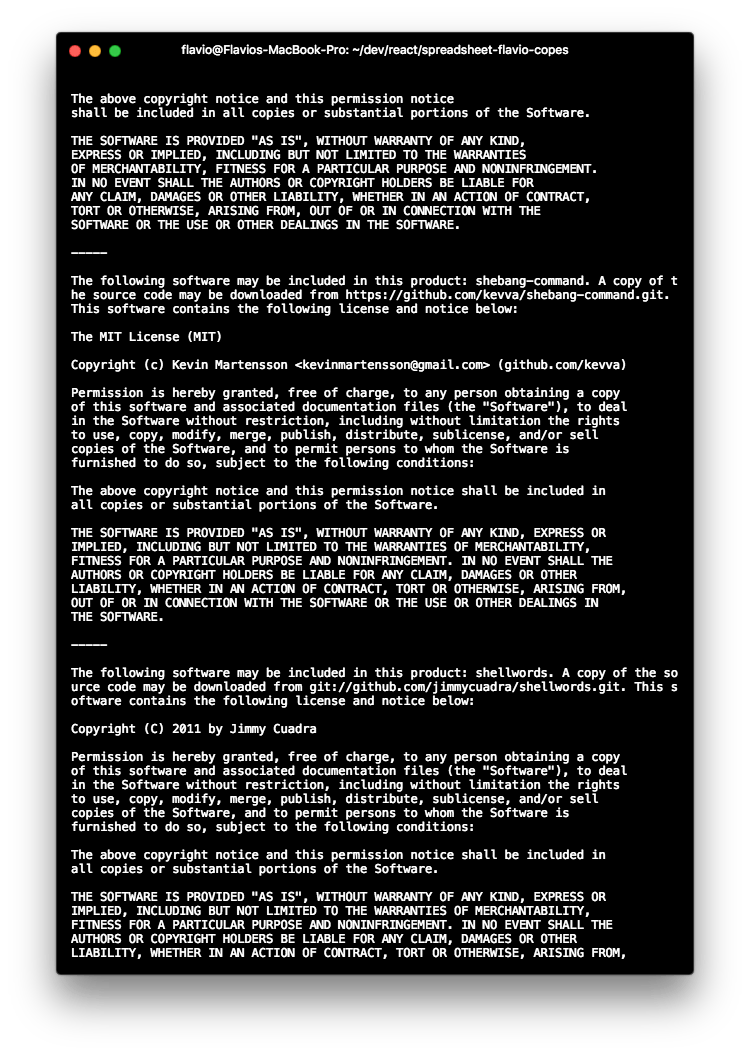 flavio@Flavios-MacBook-Pro: ~/dev/react/spreadsheet-flavio-copes
The above copyright notice and this permission notice
shall be included in all copies or substantial portions of the Software.
THE SOFTWARE IS PROVIDED "AS IS", WITHOUT WARRANTY OF ANY KIND,
EXPRESS OR IMPLIED, INCLUDING BUT NOT LIMITED TO THE WARRANTIES
OF MERCHANTABILITY, FITNESS FOR A PARTICULAR PURPOSE AND NONINFRINGEMENT.
IN NO EVENT SHALL THE AUTHORS OR COPYRIGHT HOLDERS BE LIABLE FOR
ANY CLAIM, DAMAGES OR OTHER LIABILITY, WHETHER IN AN ACTION OF CONTRACT,
TORT OR OTHERWISE, ARISING FROM, OUT OF OR IN CONNECTION WITH THE
SOFTWARE OR THE USE OR OTHER DEALINGS IN THE SOFTWARE.
-----
The following software may be included in this product: shebang-command. A copy of t
he source code may be downloaded from https://github.com/kevva/shebang-command.git.
This software contains the following license and notice below:
The MIT License (MIT)
Copyright (c) Kevin Martensson <kevinmartensson@gmail.com> (github.com/kevva)
Permission is hereby granted, free of charge, to any person obtaining a copy
of this software and associated documentation files (the "Software"), to deal
in the Software without restriction, including without limitation the rights
to use, copy, modify, merge, publish, distribute, sublicense, and/or sell
copies of the Software, and to permit persons to whom the Software is
furnished to do so, subject to the following conditions:
The above copyright notice and this permission notice shall be included in
all copies or substantial portions of the Software.
THE SOFTWARE IS PROVIDED "AS IS", WITHOUT WARRANTY OF ANY KIND, EXPRESS OR
IMPLIED, INCLUDING BUT NOT LIMITED TO THE WARRANTIES OF MERCHANTABILITY,
FITNESS FOR A PARTICULAR PURPOSE AND NONINFRINGEMENT. IN NO EVENT SHALL THE
AUTHORS OR COPYRIGHT HOLDERS BE LIABLE FOR ANY CLAIM, DAMAGES OR OTHER
LIABILITY, WHETHER IN AN ACTION OF CONTRACT, TORT OR OTHERWISE, ARISING FROM,
OUT OF OR IN CONNECTION WITH THE SOFTWARE OR THE USE OR OTHER DEALINGS IN
THE SOFTWARE.
-----
The following software may be included in this product: shellwords. A copy of the so
urce code may be downloaded from git://github.com/jimmycuadra/shellwords.git. This s
oftware contains the following license and notice below:
Copyright (C) 2011 by Jimmy Cuadra
Permission is hereby granted, free of charge, to any person obtaining a copy
of this software and associated documentation files (the "Software"), to deal
in the Software without restriction, including without limitation the rights
to use, copy, modify, merge, publish, distribute, sublicense, and/or sell
copies of the Software, and to permit persons to whom the Software is
furnished to do so, subject to the following conditions:
The above copyright notice and this permission notice shall be included in
all copies or substantial portions of the Software.
THE SOFTWARE IS PROVIDED "AS IS", WITHOUT WARRANTY OF ANY KIND, EXPRESS OR
IMPLIED, INCLUDING BUT NOT LIMITED TO THE WARRANTIES OF MERCHANTABILITY,
FITNESS FOR A PARTICULAR PURPOSE AND NONINFRINGEMENT. IN NO EVENT SHALL THE
AUTHORS OR COPYRIGHT HOLDERS BE LIABLE FOR ANY CLAIM, DAMAGES OR OTHER
LIABILITY, WHETHER IN AN ACTION OF CONTRACT, TORT OR OTHERWISE, ARISING FROM,